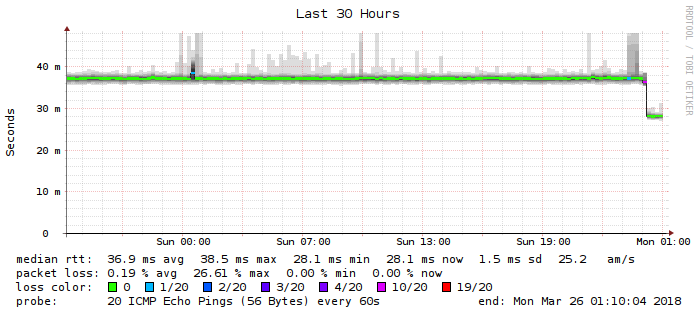 Last 30 Hours
RRDTOOL / TOBI OETIKER
Seconds
40 m
30 m
20 m
10 m
0
Sun 00:00 Sun 07:00 Sun 13:00 Sun 19:00 Mon 01:00
median rtt: 36.9 ms avg 38.5 ms max 28.1 ms min 28.1 ms now 1.5 ms sd 25.2 am/s
packet loss: 0.19 % avg 26.61 % max 0.00 % min 0.00 % now
loss color: 0 1/20 2/20 3/20 4/20 10/20 19/20
probe: 20 ICMP Echo Pings (56 Bytes) every 60s end: Mon Mar 26 01:10:04 2018